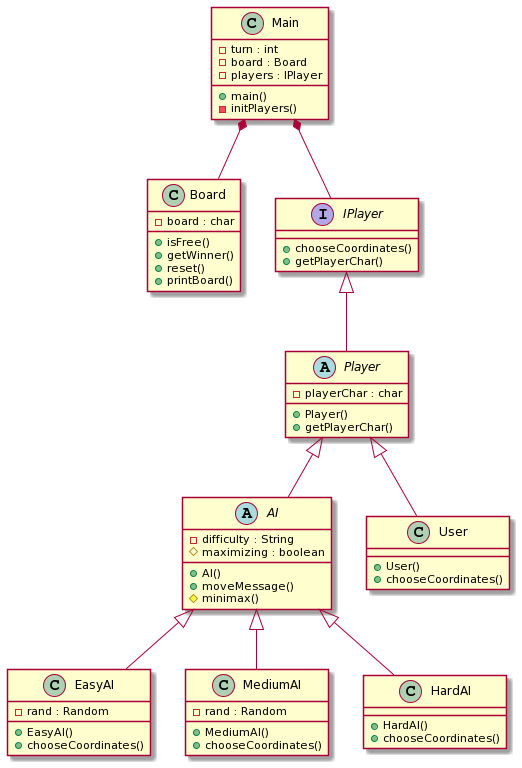 C Main
turn : int
board : Board
players : IPlayer
main()
initPlayers()
C Board
board : char
isFree()
getWinner()
reset()
printBoard()
I IPlayer
chooseCoordinates()
getPlayerChar()
A Player
playerChar : char
Player()
getPlayerChar()
A AI
difficulty : String
maximizing : boolean
AI()
moveMessage()
minimax()
C User
User()
chooseCoordinates()
C EasyAI
rand : Random
EasyAI()
chooseCoordinates()
C MediumAI
rand : Random
MediumAI()
chooseCoordinates()
C HardAI
HardAI()
chooseCoordinates()